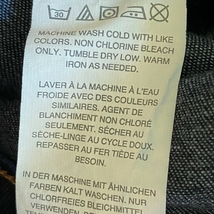 30
MACHINE WASH COLD WITH LIKE
COLORS. NON CHLORINE BLEACH
ONLY. TUMBLE DRY LOW. WARM
IRON AS NEEDED.
LAVER À LA MACHINE À L'EAU
FROIDE AVEC DES COULEURS
SIMILAIRES. AGENT DE
BLANCHIMENT NON CHLORÉ
SEULEMENT. SÉCHER AU
SÈCHE-LINGE AU CYCLE DOUX.
REPASSER AU FER TIÈDE AU
BESOIN.
IN DER MASCHINE MIT ÄHNLICHEN
FARBEN KALT WASCHEN. NUR
CHLORFREIES BLEICHMITTEL